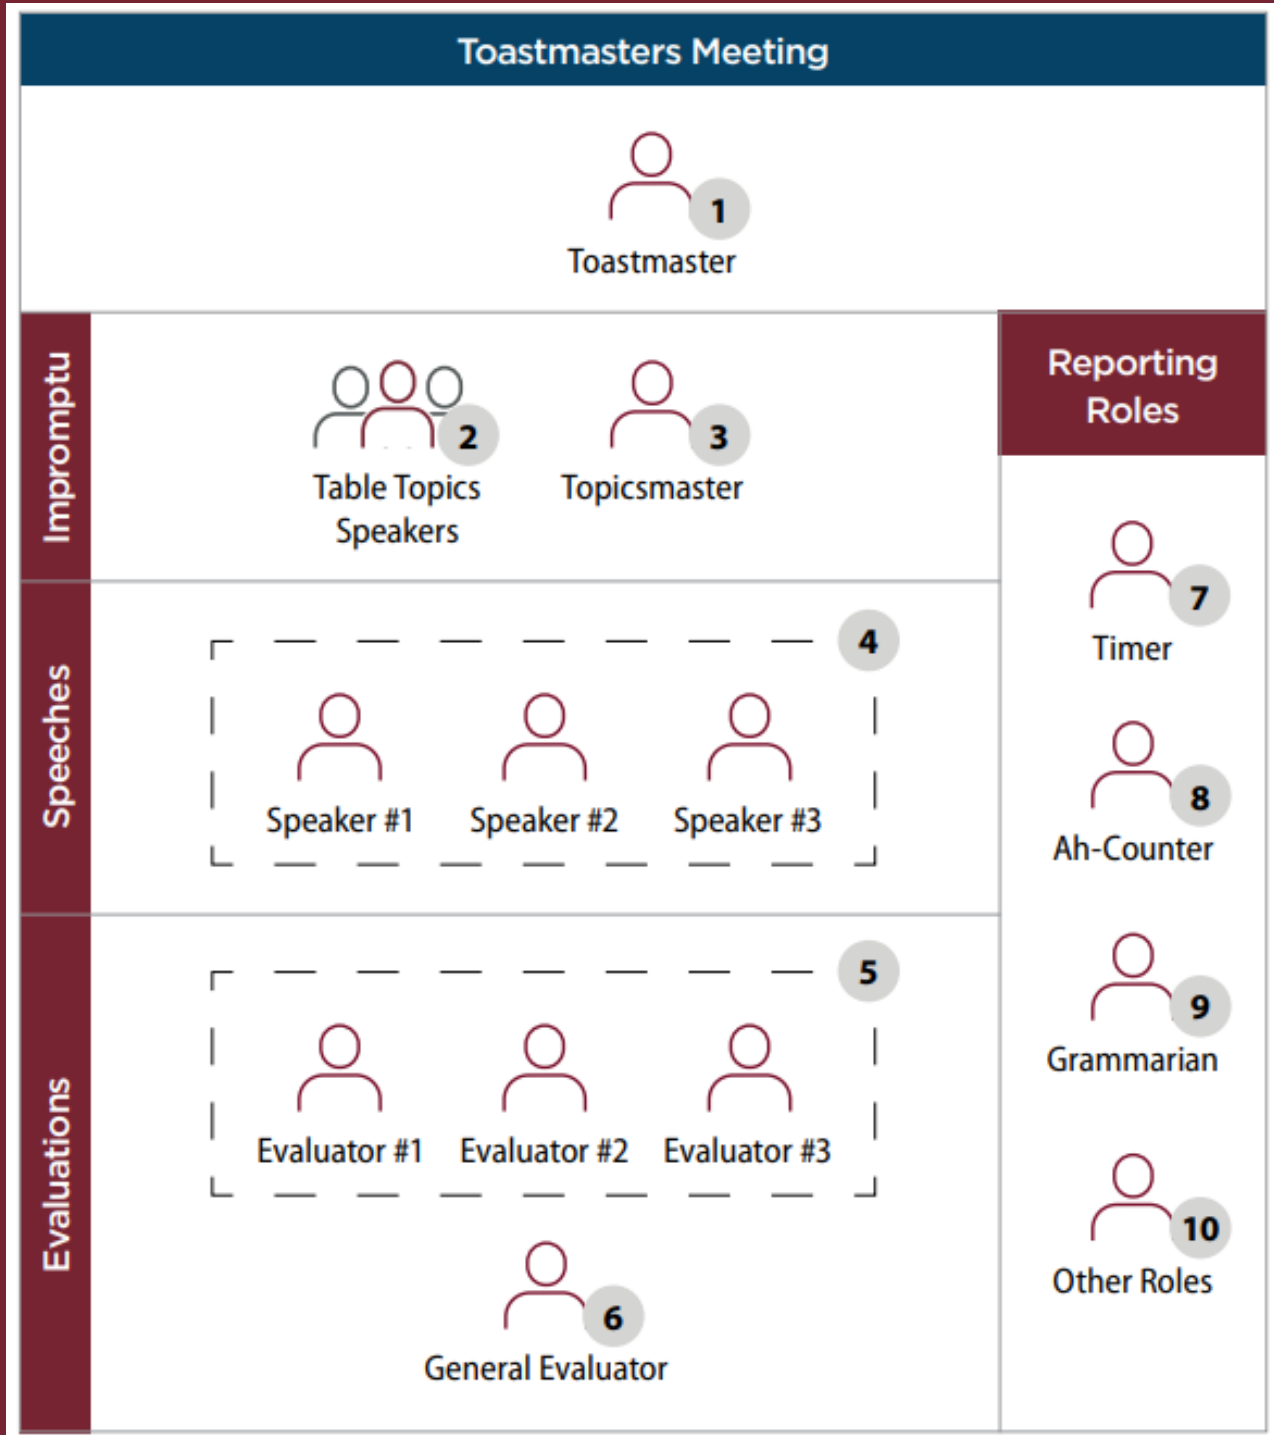 Toastmasters Meeting
1
Toastmaster
Impromptu
2
Table Topics
Speakers
3
Topicsmaster
Speeches
4
Speaker #1
Speaker #2
Speaker #3
Evaluations
5
Evaluator #1
Evaluator #2
Evaluator #3
6
General Evaluator
Reporting
Roles
7
Timer
8
Ah-Counter
9
Grammarian
10
Other Roles